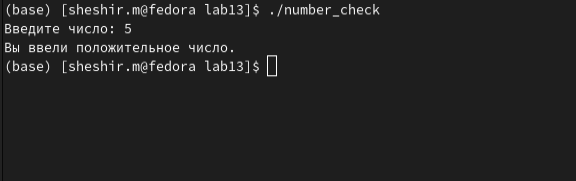 (base) [sheshir.m@fedora lab13]$ ./number_check
Введите число: 5
Вы ввели положительное число.
(base) [sheshir.m@fedora lab13]$